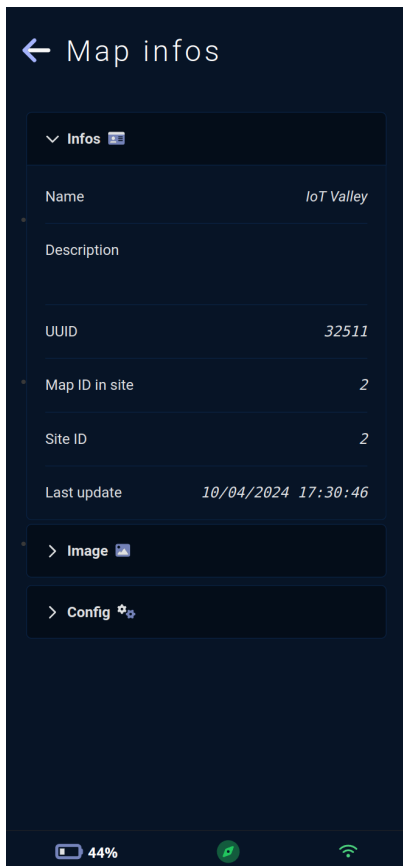 Map infos
Infos
Name IoT Valley
Description
UUID 32511
Map ID in site 2
Site ID 2
Last update 10/04/2024 17:30:46
Image
Config
44%